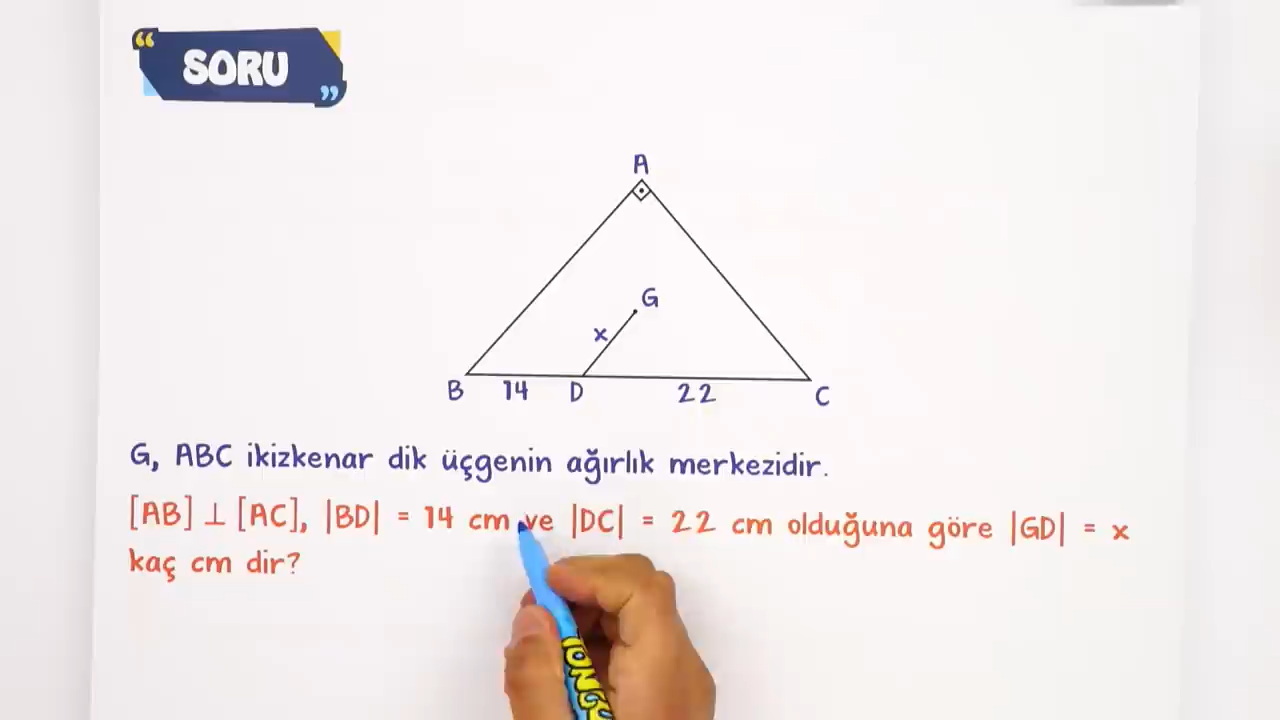 “ SORU ”
A
G
x
B 14 D 22 C
G, ABC ikizkenar dik üçgenin ağırlık merkezidir.
[AB] ⊥ [AC], |BD| = 14 cm ve |DC| = 22 cm olduğuna göre |GD| = x
kaç cm dir?